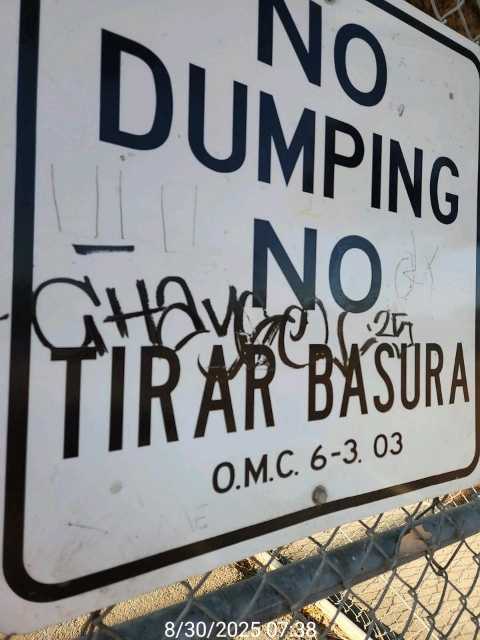 NO
DUMPING
NO
TIRAR BASURA
O.M.C. 6-3. 03
8/30/2025 07:38